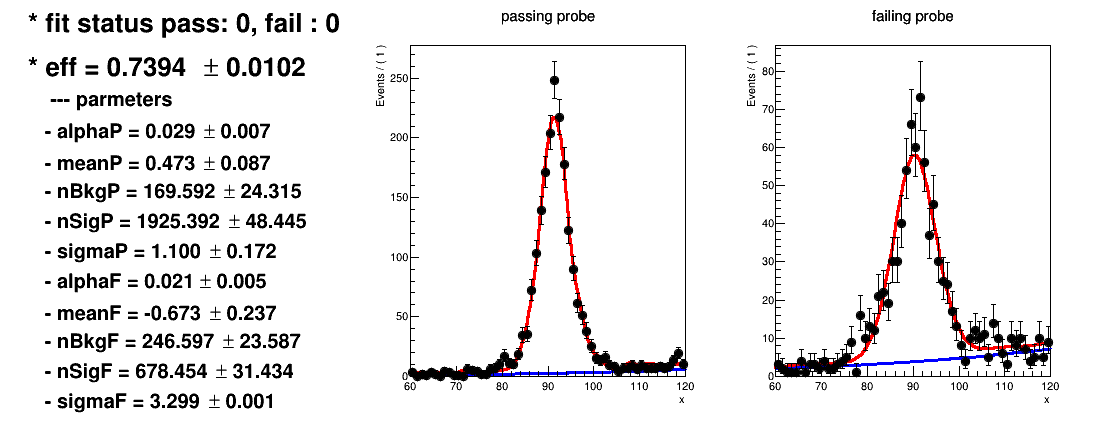 * fit status pass: 0, fail : 0
* eff = 0.7394 ± 0.0102
--- parmeters
- alphaP = 0.029 ± 0.007
- meanP = 0.473 ± 0.087
- nBkgP = 169.592 ± 24.315
- nSigP = 1925.392 ± 48.445
- sigmaP = 1.100 ± 0.172
- alphaF = 0.021 ± 0.005
- meanF = -0.673 ± 0.237
- nBkgF = 246.597 ± 23.587
- nSigF = 678.454 ± 31.434
- sigmaF = 3.299 ± 0.001
passing probe
Events / ( 1 )
250
200
150
100
50
0
60 70 80 90 100 110 120
x
failing probe
Events / ( 1 )
80
70
60
50
40
30
20
10
0
60 70 80 90 100 110 120
x